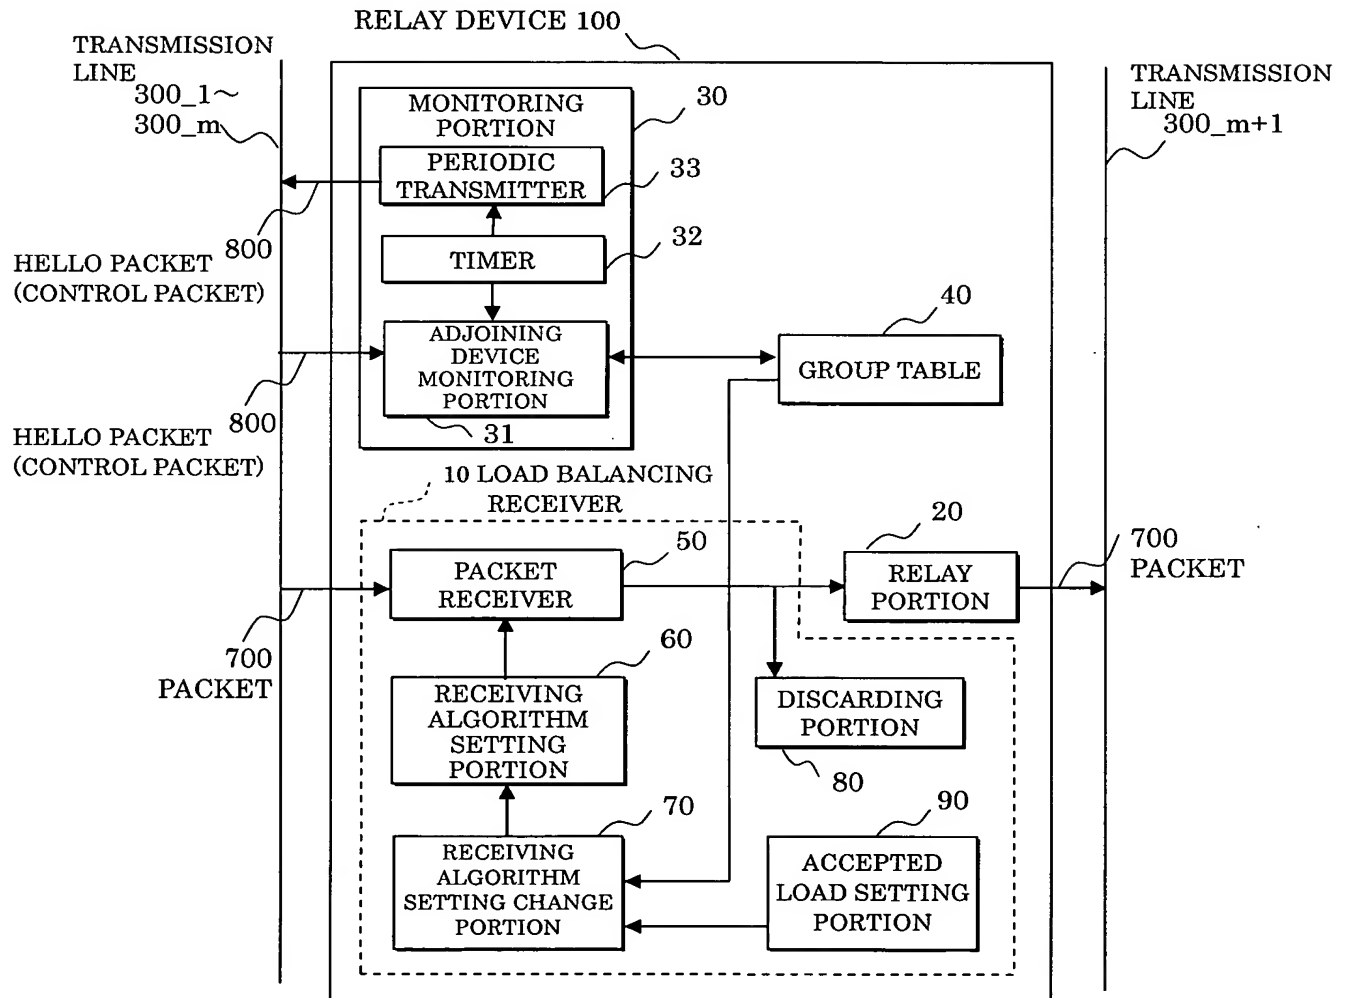 RELAY DEVICE 100
TRANSMISSION
LINE
300_1~
300_m
TRANSMISSION
LINE
300_m+1
MONITORING
PORTION
30
PERIODIC
TRANSMITTER
33
800
HELLO PACKET
(CONTROL PACKET)
TIMER
32
ADJOINING
DEVICE
MONITORING
PORTION
31
40
GROUP TABLE
800
HELLO PACKET
(CONTROL PACKET)
10 LOAD BALANCING
RECEIVER
PACKET
RECEIVER
50
20
RELAY
PORTION
700
PACKET
700
PACKET
60
RECEIVING
ALGORITHM
SETTING
PORTION
DISCARDING
PORTION
80
70
RECEIVING
ALGORITHM
SETTING CHANGE
PORTION
90
ACCEPTED
LOAD SETTING
PORTION